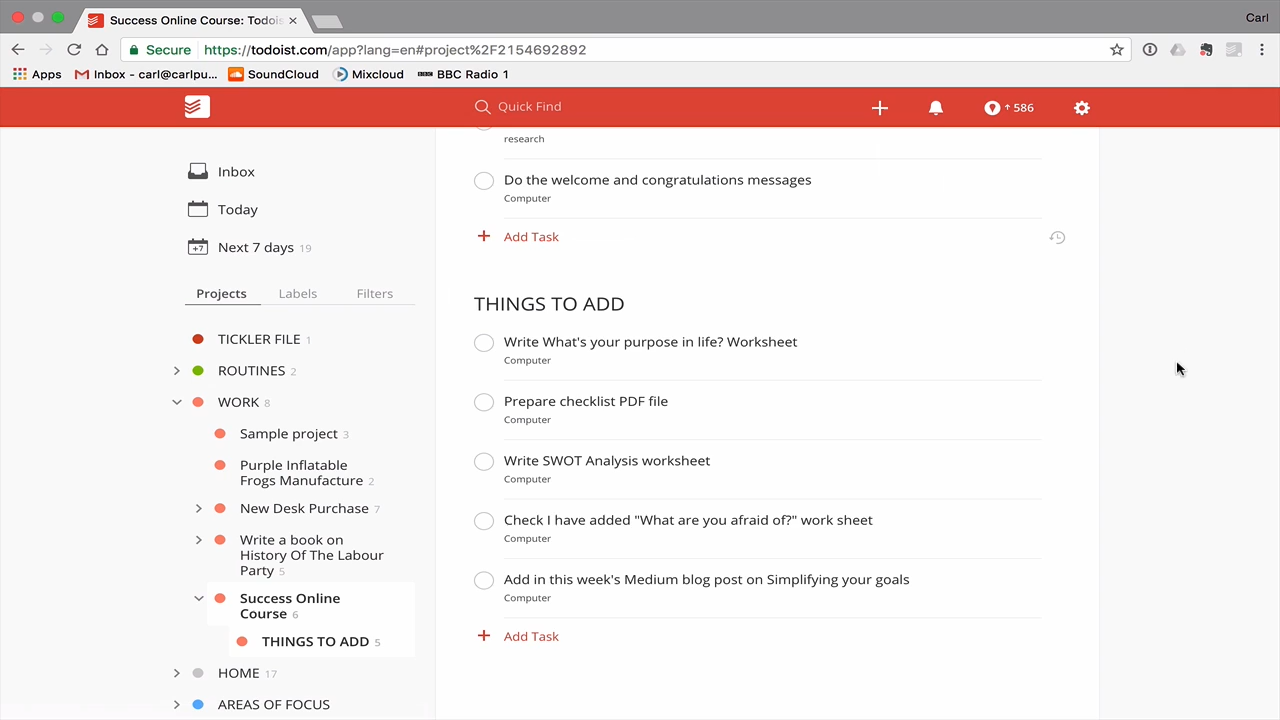 Success Online Course: Todois
Carl
Secure
https://todoist.com/app?lang=en#project%2F2154692892
Apps
Inbox - carl@carlpu...
SoundCloud
Mixcloud
BBC Radio 1
Quick Find
586
Inbox
Today
+7
Next 7 days 19
Projects
Labels
Filters
TICKLER FILE 1
ROUTINES 2
WORK 8
Sample project 3
Purple Inflatable
Frogs Manufacture 2
New Desk Purchase 7
Write a book on
History Of The Labour
Party 5
Success Online
Course 6
THINGS TO ADD 5
HOME 17
AREAS OF FOCUS
research
Do the welcome and congratulations messages
Computer
+ Add Task
THINGS TO ADD
Write What's your purpose in life? Worksheet
Computer
Prepare checklist PDF file
Computer
Write SWOT Analysis worksheet
Computer
Check I have added "What are you afraid of?" work sheet
Computer
Add in this week's Medium blog post on Simplifying your goals
Computer
+ Add Task